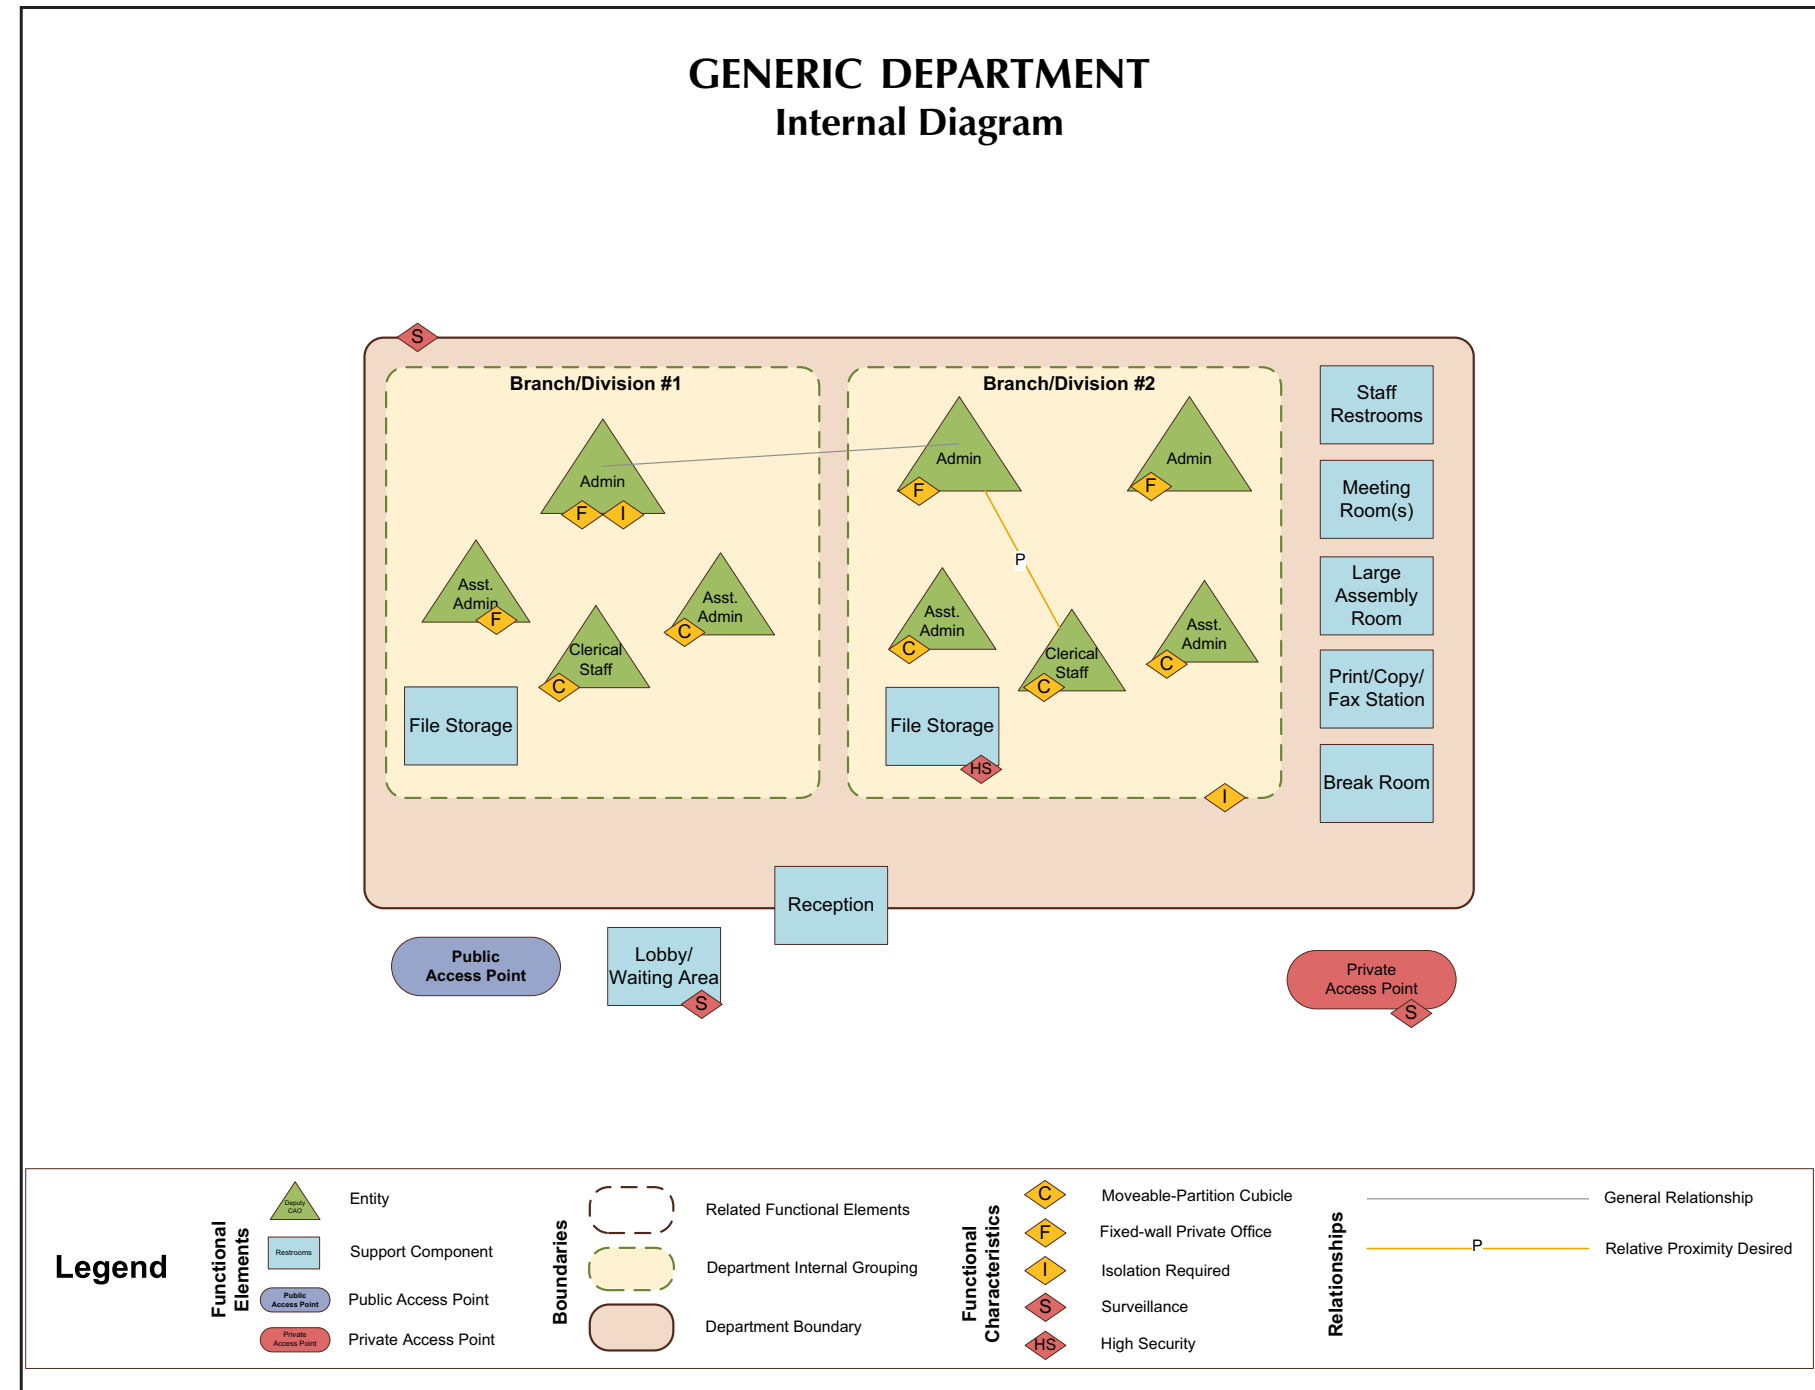 GENERIC DEPARTMENT
Internal Diagram
S
Branch/Division #1
Branch/Division #2
Admin
F
I
Asst.
Admin
F
Asst.
Admin
C
Clerical
Staff
C
File Storage
Admin
F
Admin
F
P
Asst.
Admin
C
Clerical
Staff
C
Asst.
Admin
C
File Storage
HS
I
Staff
Restrooms
Meeting
Room(s)
Large
Assembly
Room
Print/Copy/
Fax Station
Break Room
Reception
Public
Access Point
Lobby/
Waiting Area
S
Private
Access Point
S
Legend
Functional
Elements
Deputy
CAO
Entity
Restrooms
Support Component
Public
Access Point
Public Access Point
Private
Access Point
Private Access Point
Boundaries
Related Functional Elements
Department Internal Grouping
Department Boundary
Functional
Characteristics
C
Moveable-Partition Cubicle
F
Fixed-wall Private Office
I
Isolation Required
S
Surveillance
HS
High Security
Relationships
General Relationship
P
Relative Proximity Desired